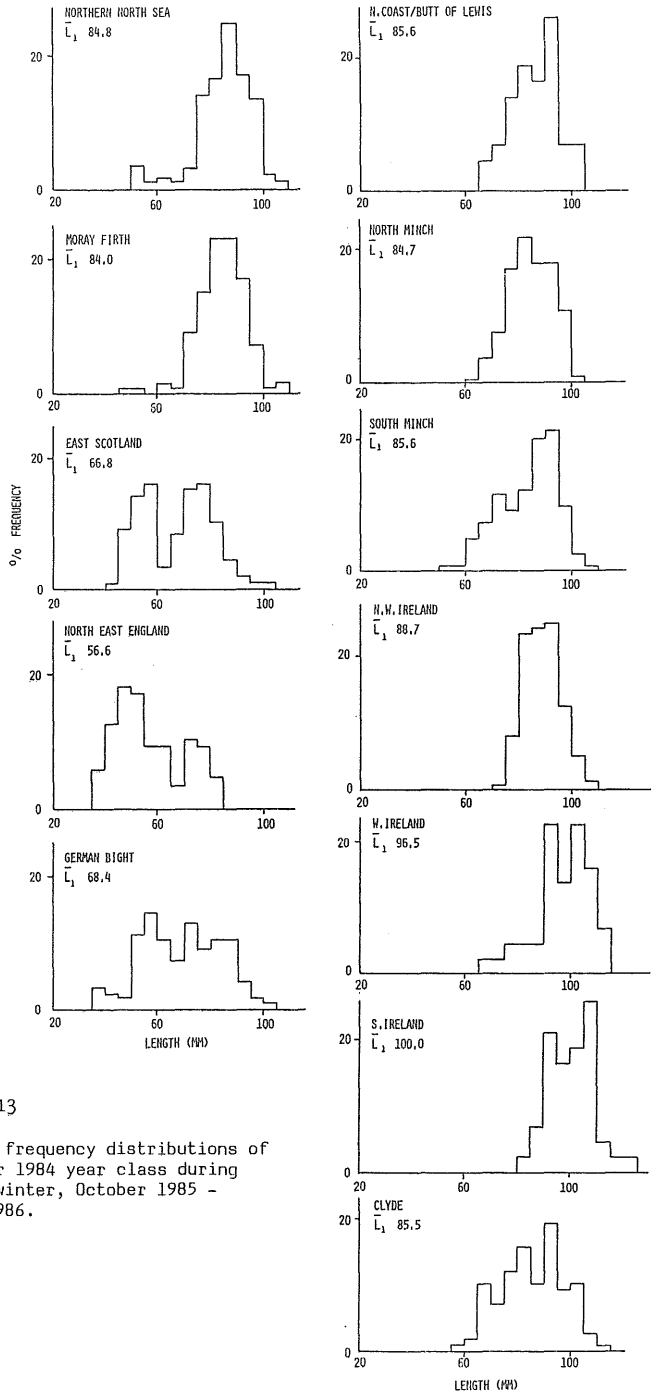 NORTHERN NORTH SEA
L̄₁ 84.8
20
0
60
100
MORAY FIRTH
L̄₁ 84.0
20
0
20
60
100
EAST SCOTLAND
L̄₁ 66.8
20
% FREQUENCY
0
20
60
100
NORTH EAST ENGLAND
L̄₁ 56.6
20
0
20
60
100
GERMAN BIGHT
L̄₁ 68.4
20
0
20
60
100
LENGTH (MM)
13
frequency distributions of
r 1984 year class during
winter, October 1985 -
1986.
N.COAST/BUTT OF LEWIS
L̄₁ 85.6
20
0
20
60
100
NORTH MINCH
L̄₁ 84.7
20
0
20
60
100
SOUTH MINCH
L̄₁ 85.6
20
0
20
60
100
N.W.IRELAND
L̄₁ 88.7
20
0
20
60
100
W.IRELAND
L̄₁ 96.5
20
0
20
60
100
S.IRELAND
L̄₁ 100.0
20
0
20
60
100
CLYDE
L̄₁ 85.5
20
0
20
60
100
LENGTH (MM)